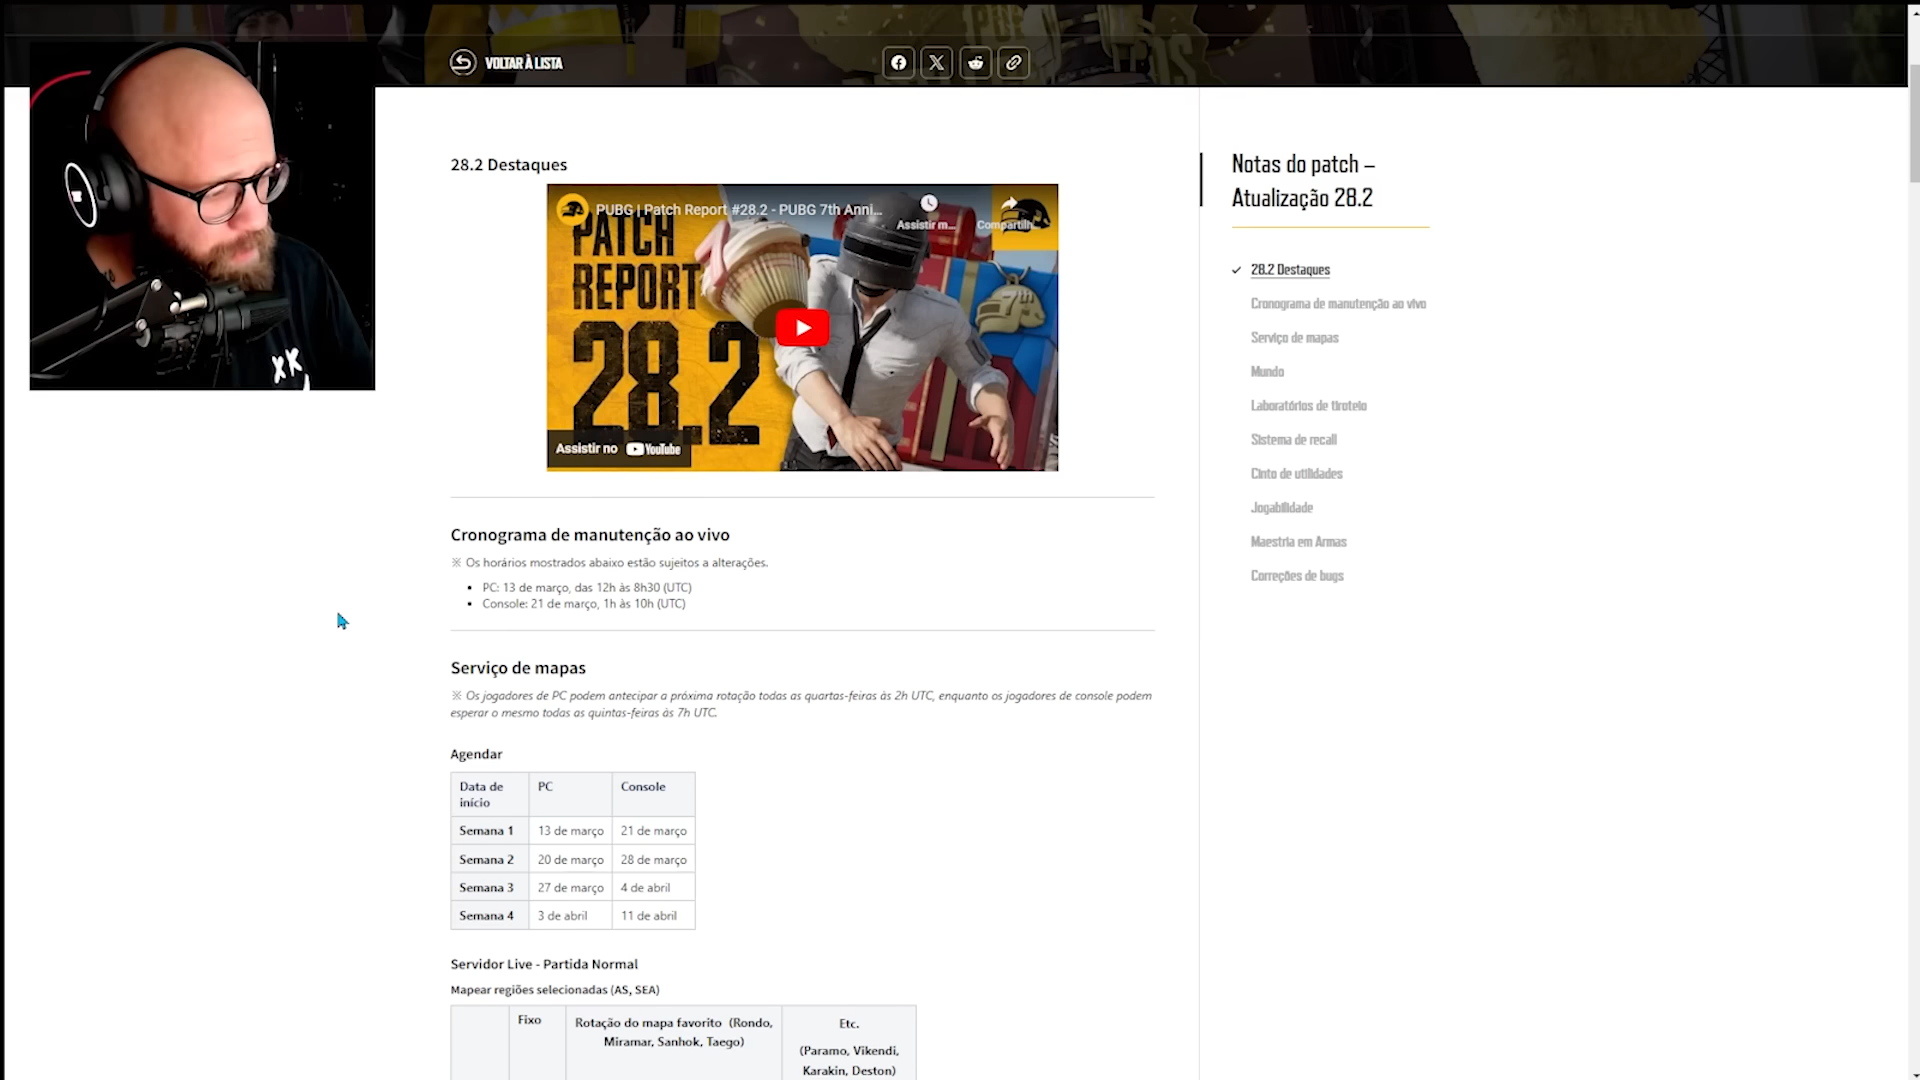 VOLTAR À LISTA
28.2 Destaques
PUBG | Patch Report #28.2 - PUBG 7th Anni...
Assistir m...
Compartilh...
PATCH
REPORT
28.2
7th
Assistir no YouTube
Cronograma de manutenção ao vivo
※ Os horários mostrados abaixo estão sujeitos a alterações.
• PC: 13 de março, das 12h às 8h30 (UTC)
• Console: 21 de março, 1h às 10h (UTC)
Serviço de mapas
※ Os jogadores de PC podem antecipar a próxima rotação todas as quartas-feiras às 2h UTC, enquanto os jogadores de console podem
esperar o mesmo todas as quintas-feiras às 7h UTC.
Agendar
Data de início PC Console
Semana 1 13 de março 21 de março
Semana 2 20 de março 28 de março
Semana 3 27 de março 4 de abril
Semana 4 3 de abril 11 de abril
Servidor Live - Partida Normal
Mapear regiões selecionadas (AS, SEA)
Fixo
Rotação do mapa favorito (Rondo,
Miramar, Sanhok, Taego)
Etc.
(Paramo, Vikendi,
Karakin, Deston)
Notas do patch –
Atualização 28.2
28.2 Destaques
Cronograma de manutenção ao vivo
Serviço de mapas
Mundo
Laboratórios de tiroteio
Sistema de recall
Cinto de utilidades
Jogabilidade
Maestria em Armas
Correções de bugs